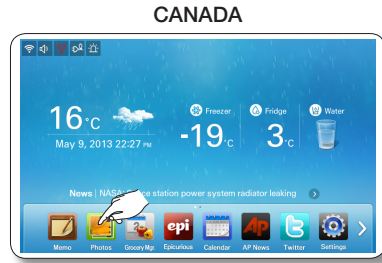 CANADA
Freezer Fridge Water
16°C -19°C 3°C
May 9, 2013 22:27 PM
News | NASA: station power system radiator leaking
epi AP
Memo Photos Grocery Mgr. Epicurious Calendar AP News Twitter Settings